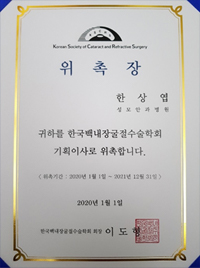 Korean Society of Cataract and Refractive Surgery
위촉장
한상엽
성모안과병원
귀하를 한국백내장굴절수술학회
기획이사로 위촉합니다.
( 위촉기간 : 2020년 1월 1일 ~ 2021년 12월 31일 )
2020년 1월 1일
한국백내장굴절수술학회 회장 이도형